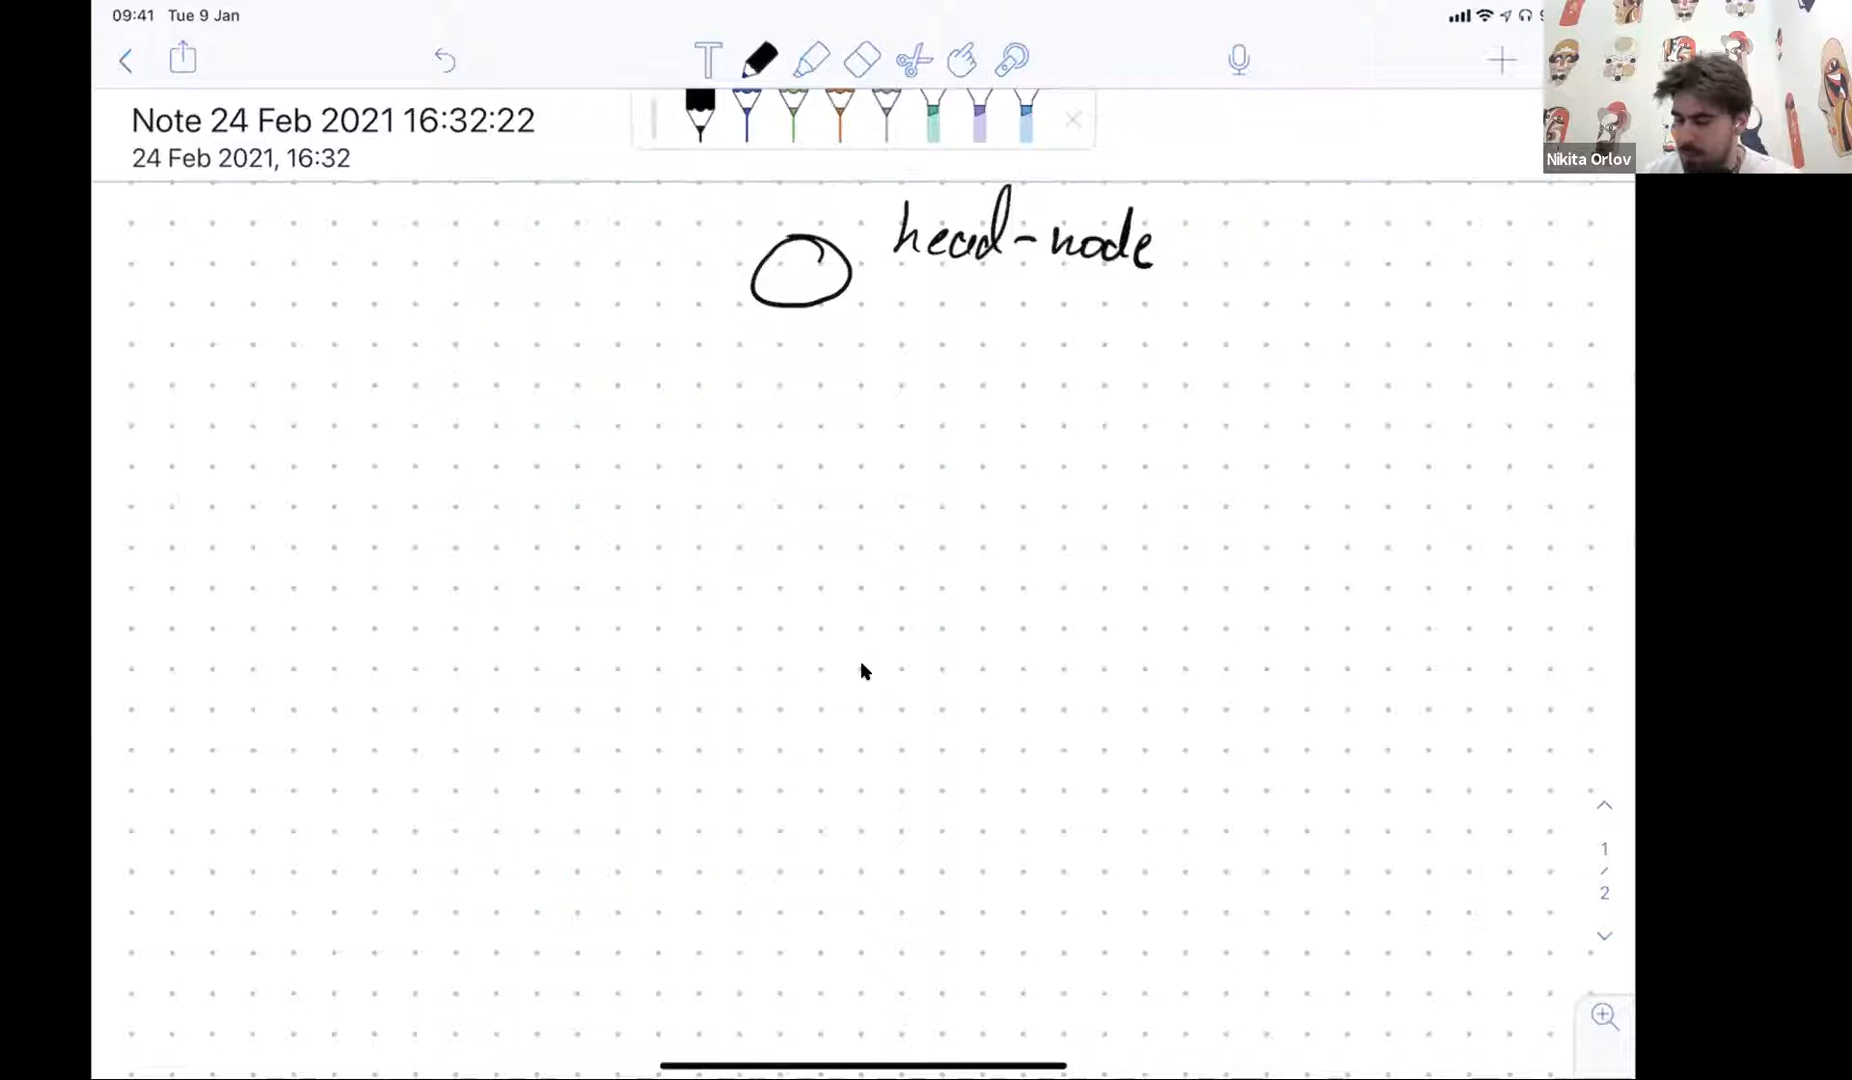 09:41 Tue 9 Jan
Note 24 Feb 2021 16:32:22
24 Feb 2021, 16:32
Nikita Orlov
head-node
1
/
2